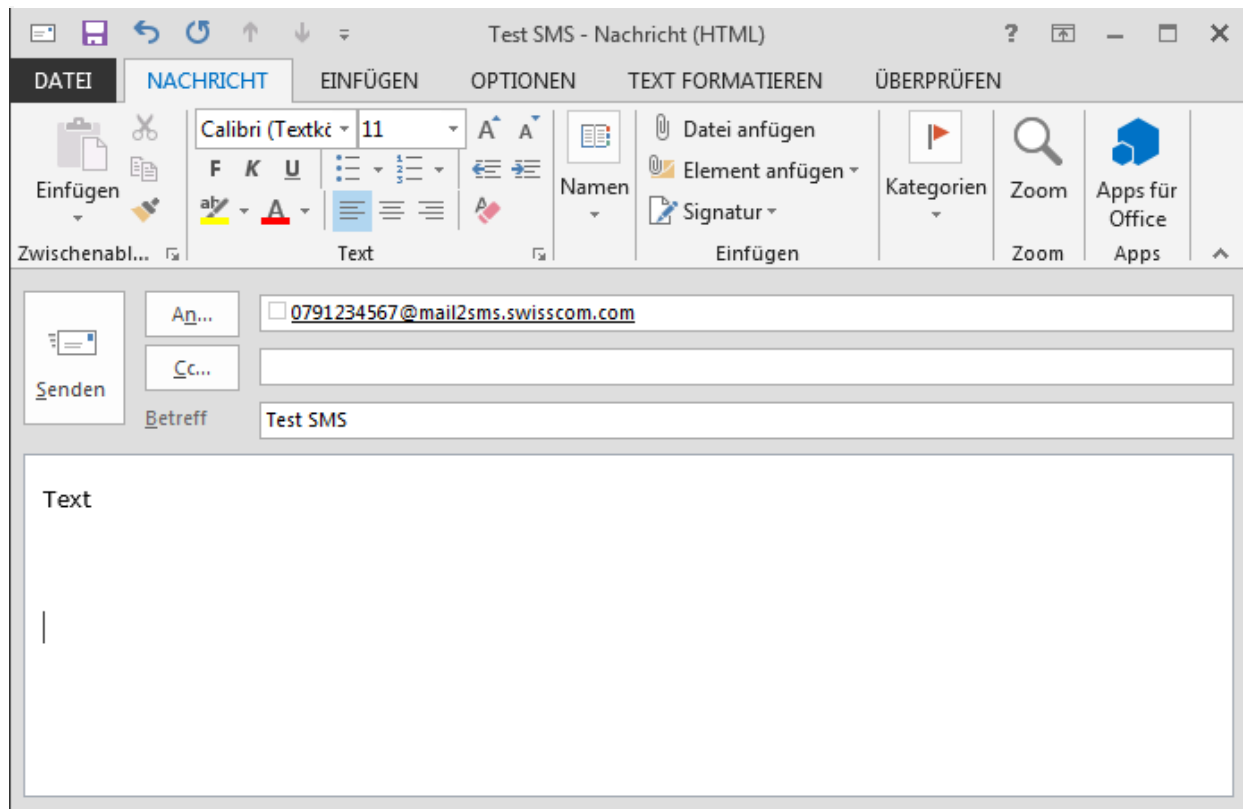 Test SMS - Nachricht (HTML) ?
DATEI NACHRICHT EINFÜGEN OPTIONEN TEXT FORMATIEREN ÜBERPRÜFEN
Calibri (Textkö 11 A A Datei anfügen
F K U Element anfügen
Einfügen Namen Kategorien Zoom Apps für
ab A Signatur Office
Zwischenabl... Text Einfügen Zoom Apps
An... 0791234567@mail2sms.swisscom.com
Cc...
Senden
Betreff Test SMS
Text